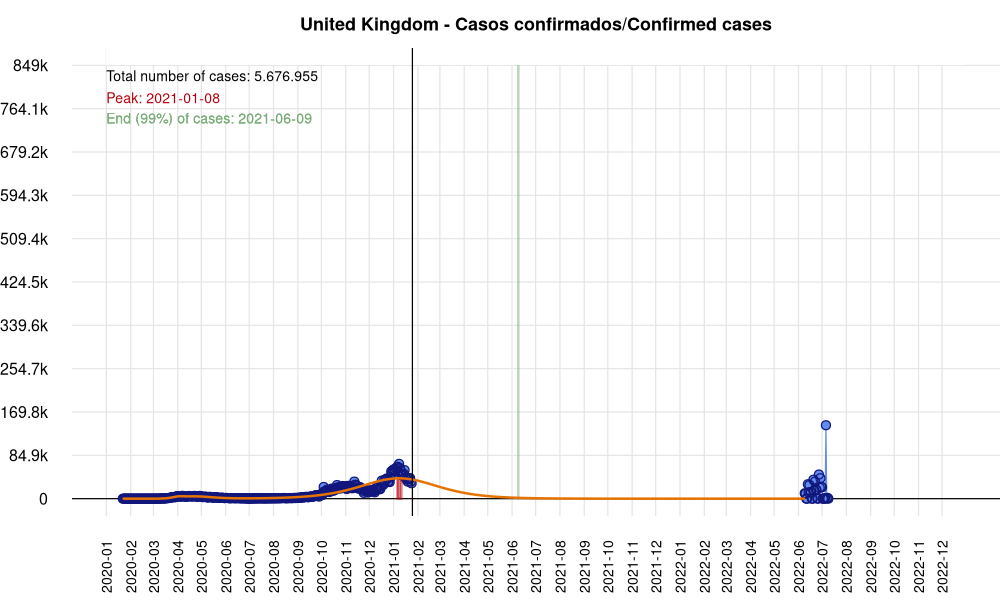 United Kingdom - Casos confirmados/Confirmed cases
849k
Total number of cases: 5.676.955
Peak: 2021-01-08
764.1k
End (99%) of cases: 2021-06-09
679.2k
594.3k
509.4k
424.5k
339.6k
254.7k
169.8k
84.9k
0
2020-01
2020-02
2020-03
2020-04
2020-05
2020-06
2020-07
2020-08
2020-09
2020-10
2020-11
2020-12
2021-01
2021-02
2021-03
2021-04
2021-05
2021-06
2021-07
2021-08
2021-09
2021-10
2021-11
2021-12
2022-01
2022-02
2022-03
2022-04
2022-05
2022-06
2022-07
2022-08
2022-09
2022-10
2022-11
2022-12